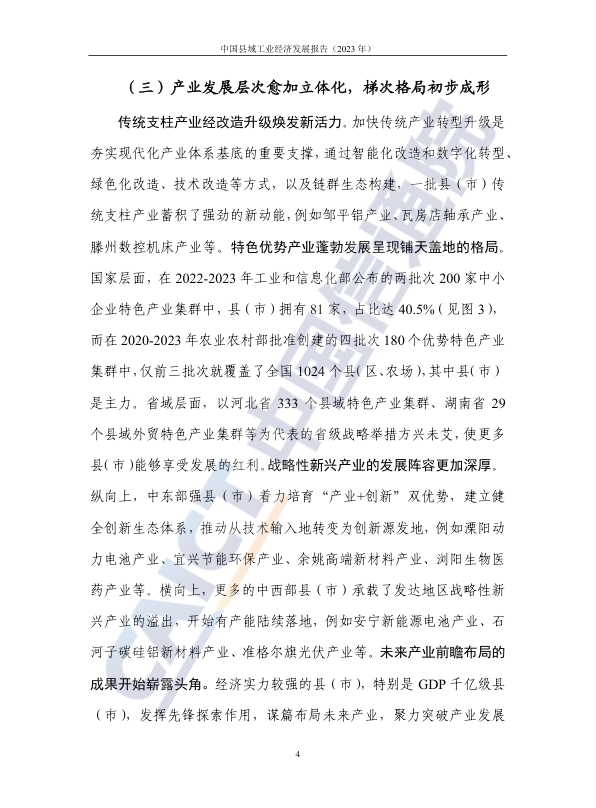 中国县域工业经济发展报告（2023 年）
（三）产业发展层次愈加立体化，梯次格局初步成形
传统支柱产业经改造升级焕发新活力。加快传统产业转型升级是
夯实现代化产业体系基底的重要支撑，通过智能化改造和数字化转型、
绿色化改造、技术改造等方式，以及链群生态构建，一批县（市）传
统支柱产业蓄积了强劲的新动能，例如邹平铝产业、瓦房店轴承产业、
滕州数控机床产业等。特色优势产业蓬勃发展呈现铺天盖地的格局。
国家层面，在 2022-2023 年工业和信息化部公布的两批次 200 家中小
企业特色产业集群中，县（市）拥有 81 家，占比达 40.5%（见图 3），
而在 2020-2023 年农业农村部批准创建的四批次 180 个优势特色产业
集群中，仅前三批次就覆盖了全国 1024 个县（区、农场），其中县（市）
是主力。省域层面，以河北省 333 个县域特色产业集群、湖南省 29
个县域外贸特色产业集群等为代表的省级战略举措方兴未艾，使更多
县（市）能够享受发展的红利。战略性新兴产业的发展阵容更加深厚。
纵向上，中东部强县（市）着力培育“产业+创新”双优势，建立健
全创新生态体系，推动从技术输入地转变为创新源发地，例如溧阳动
力电池产业、宜兴节能环保产业、余姚高端新材料产业、浏阳生物医
药产业等。横向上，更多的中西部县（市）承载了发达地区战略性新
兴产业的溢出，开始有产能陆续落地，例如安宁新能源电池产业、石
河子碳硅铝新材料产业、准格尔旗光伏产业等。未来产业前瞻布局的
成果开始崭露头角。经济实力较强的县（市），特别是 GDP 千亿级县
（市），发挥先锋探索作用，谋篇布局未来产业，聚力突破产业发展
4
CAICT 中国信通院